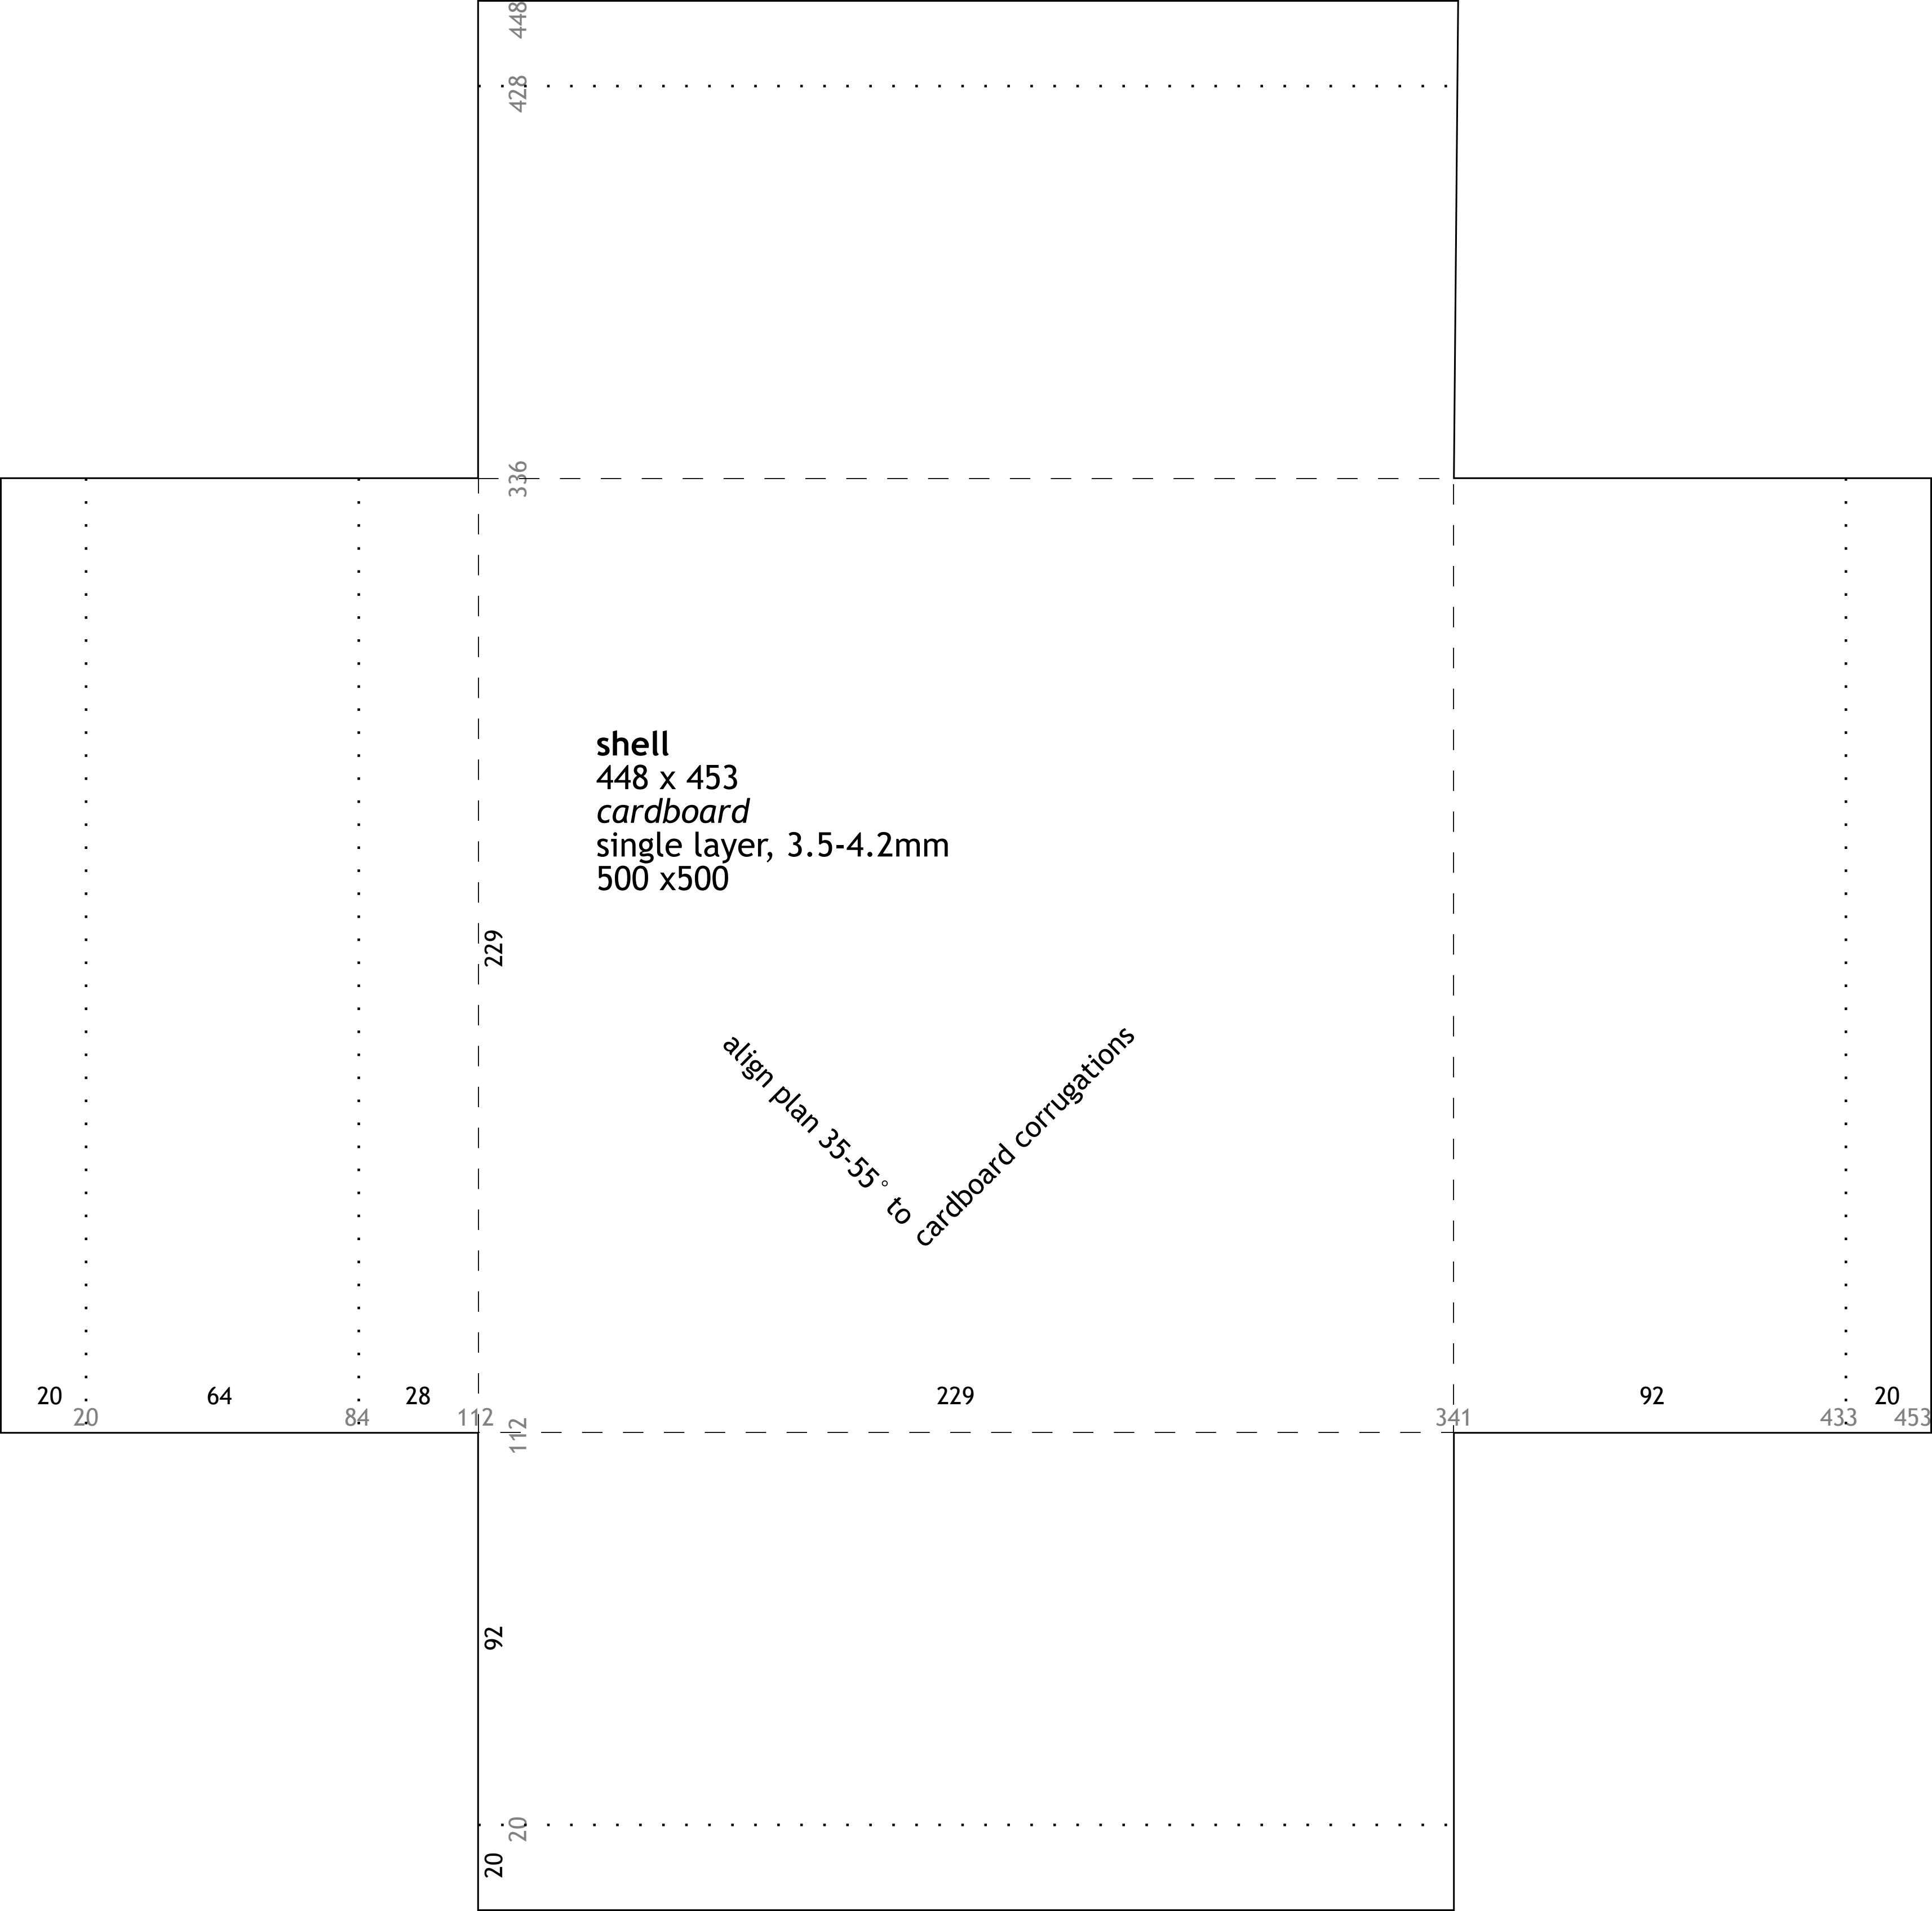 448
428
336
shell
448 x 453
cardboard
single layer, 3.5-4.2mm
500 x500
229
align plan 35-55° to
cardboard corrugations
20
64
28
229
92
20
20
84
112
341
433
453
112
92
20
20